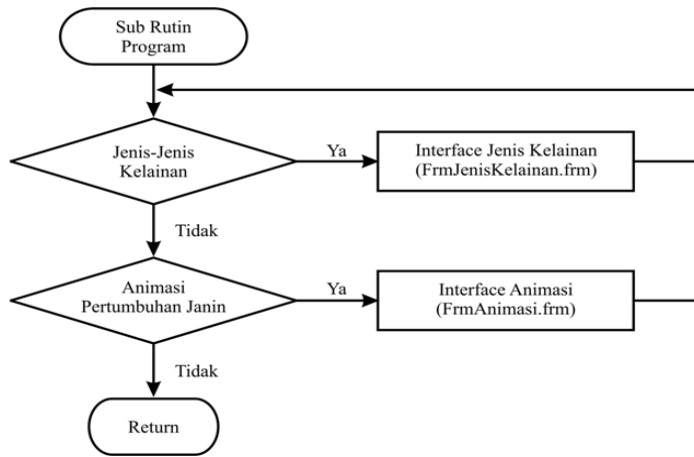 Sub Rutin
Program
Jenis-Jenis
Kelainan
Ya
Interface Jenis Kelainan
(FrmJenisKelainan.frm)
Tidak
Animasi
Pertumbuhan Janin
Ya
Interface Animasi
(FrmAnimasi.frm)
Tidak
Return